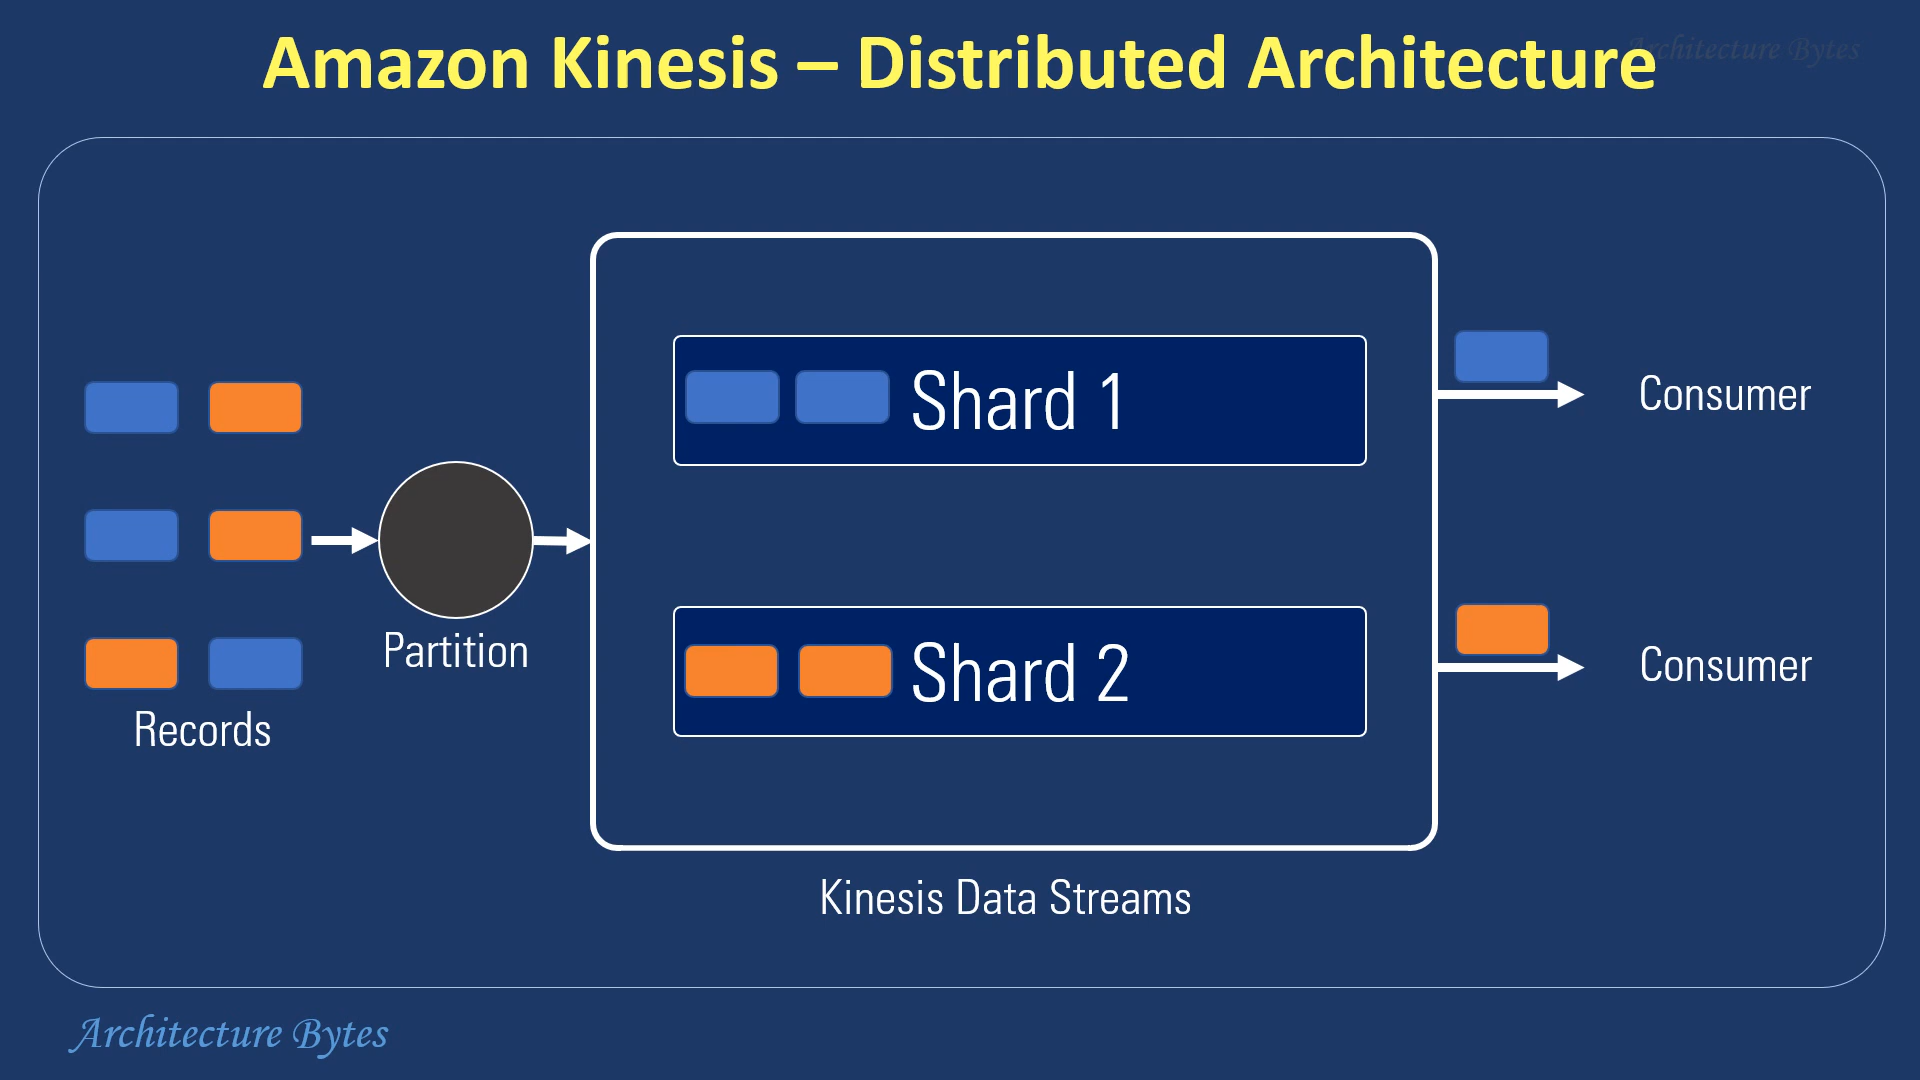 Amazon Kinesis – Distributed Architecture
Architecture Bytes
Shard 1
Consumer
Partition
Shard 2
Consumer
Records
Kinesis Data Streams
Architecture Bytes